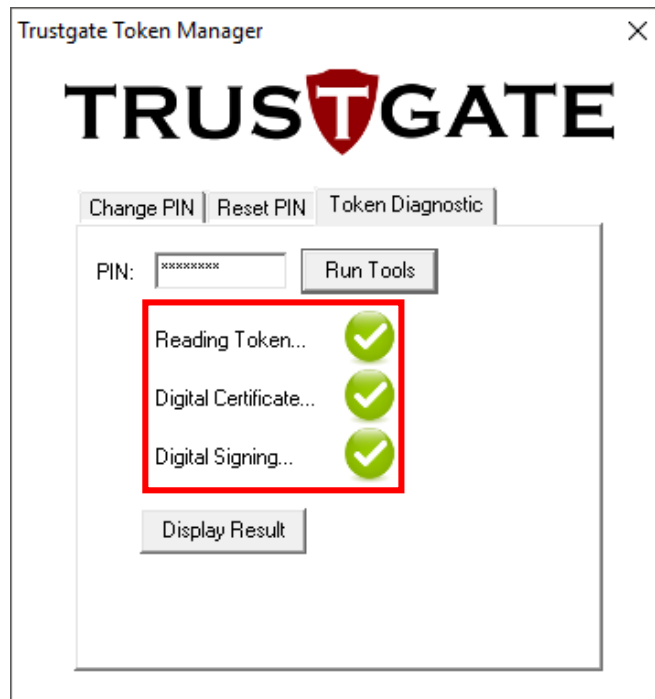 Trustgate Token Manager
TRUSTGATE
Change PIN Reset PIN Token Diagnostic
PIN: ******** Run Tools
Reading Token...
Digital Certificate...
Digital Signing...
Display Result